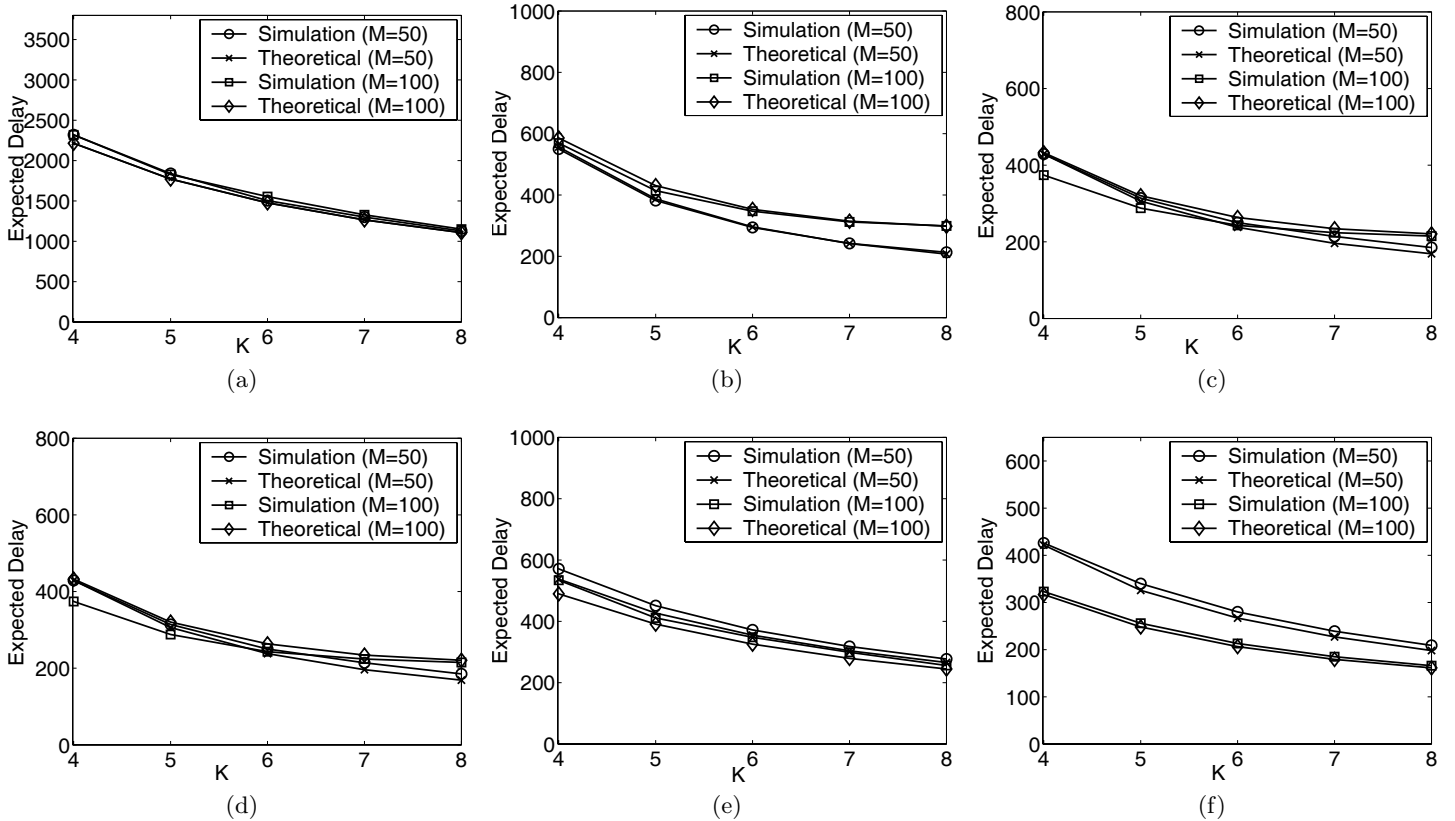 3500
3000
2500
2000
1500
1000
500
0
4 5 6 7 8
Expected Delay
K
Simulation (M=50)
Theoretical (M=50)
Simulation (M=100)
Theoretical (M=100)
(a)
1000
800
600
400
200
0
4 5 6 7 8
Expected Delay
K
Simulation (M=50)
Theoretical (M=50)
Simulation (M=100)
Theoretical (M=100)
(b)
800
600
400
200
0
4 5 6 7 8
Expected Delay
K
Simulation (M=50)
Theoretical (M=50)
Simulation (M=100)
Theoretical (M=100)
(c)
800
600
400
200
0
4 5 6 7 8
Expected Delay
K
Simulation (M=50)
Theoretical (M=50)
Simulation (M=100)
Theoretical (M=100)
(d)
1000
800
600
400
200
0
4 5 6 7 8
Expected Delay
K
Simulation (M=50)
Theoretical (M=50)
Simulation (M=100)
Theoretical (M=100)
(e)
600
500
400
300
200
100
0
4 5 6 7 8
Expected Delay
K
Simulation (M=50)
Theoretical (M=50)
Simulation (M=100)
Theoretical (M=100)
(f)